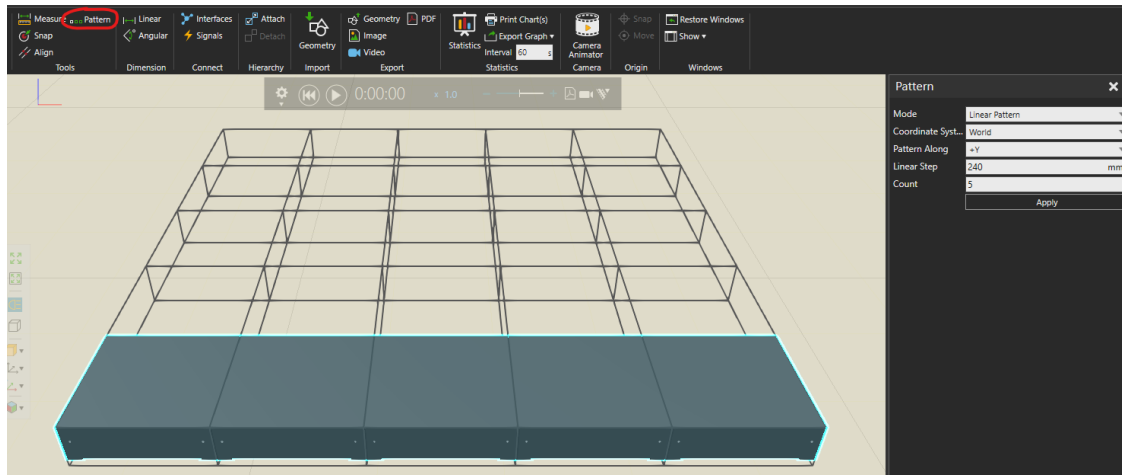 Measure Pattern Linear Interfaces Attach Geometry PDF Print Chart(s) Snap Restore Windows
Snap Angular Signals Detach Image Export Graph Move Show
Align Geometry Video Statistics Interval 60 s Camera Animator
Tools Dimension Connect Hierarchy Import Export Statistics Camera Origin Windows
0:00:00 x 1.0
Pattern
Mode Linear Pattern
Coordinate Syst... World
Pattern Along +Y
Linear Step 240 mm
Count 5
Apply